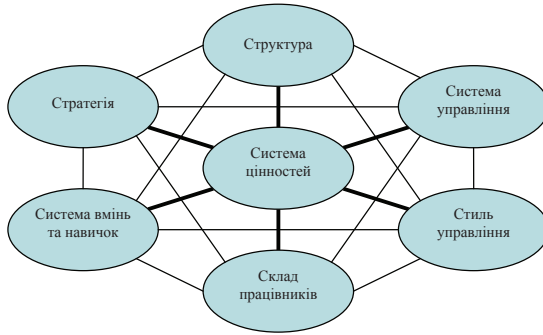 Структура
Стратегія
Система
управління
Система
цінностей
Система вмінь
та навичок
Стиль
управління
Склад
працівників